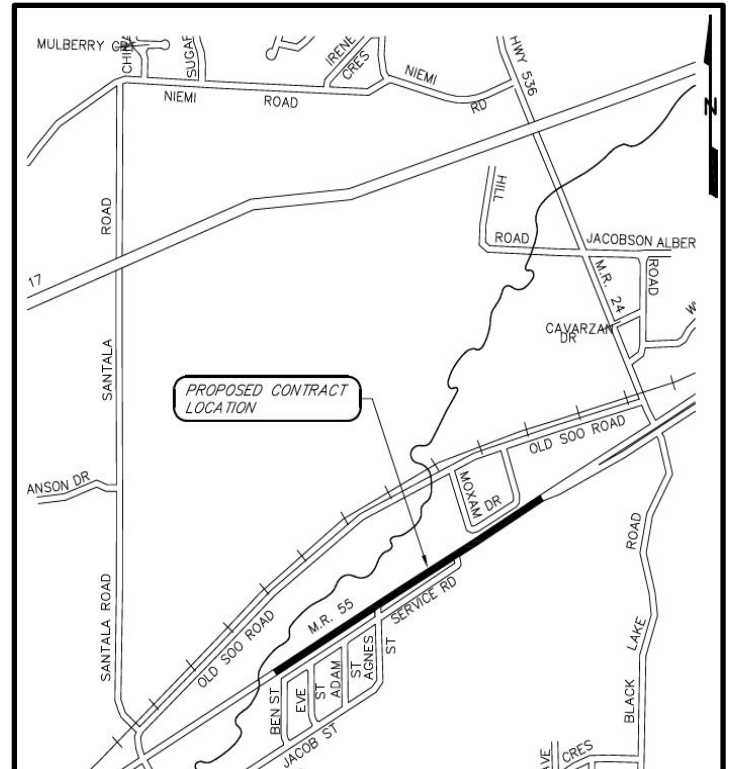 MULBERRY
CHINA
SUGAR
IRENE
CRES
NIEMI
ROAD
NIEMI
RD
HWY 536
N
ROAD
HILL
ROAD
JACOBSON ALBER
ROAD
M.R. 24
17
CAVARZAN
DR
W
SANTALA
PROPOSED CONTRACT
LOCATION
OLD SOO ROAD
ANSON DR
MOXAM DR
ROAD
SANTALA ROAD
M.R. 55
SERVICE RD
OLD SOO ROAD
LAKE
BEN ST
EVE
ST
ADAM
ST
AGNES
ST
BLACK
JACOB ST
AVE
CRES